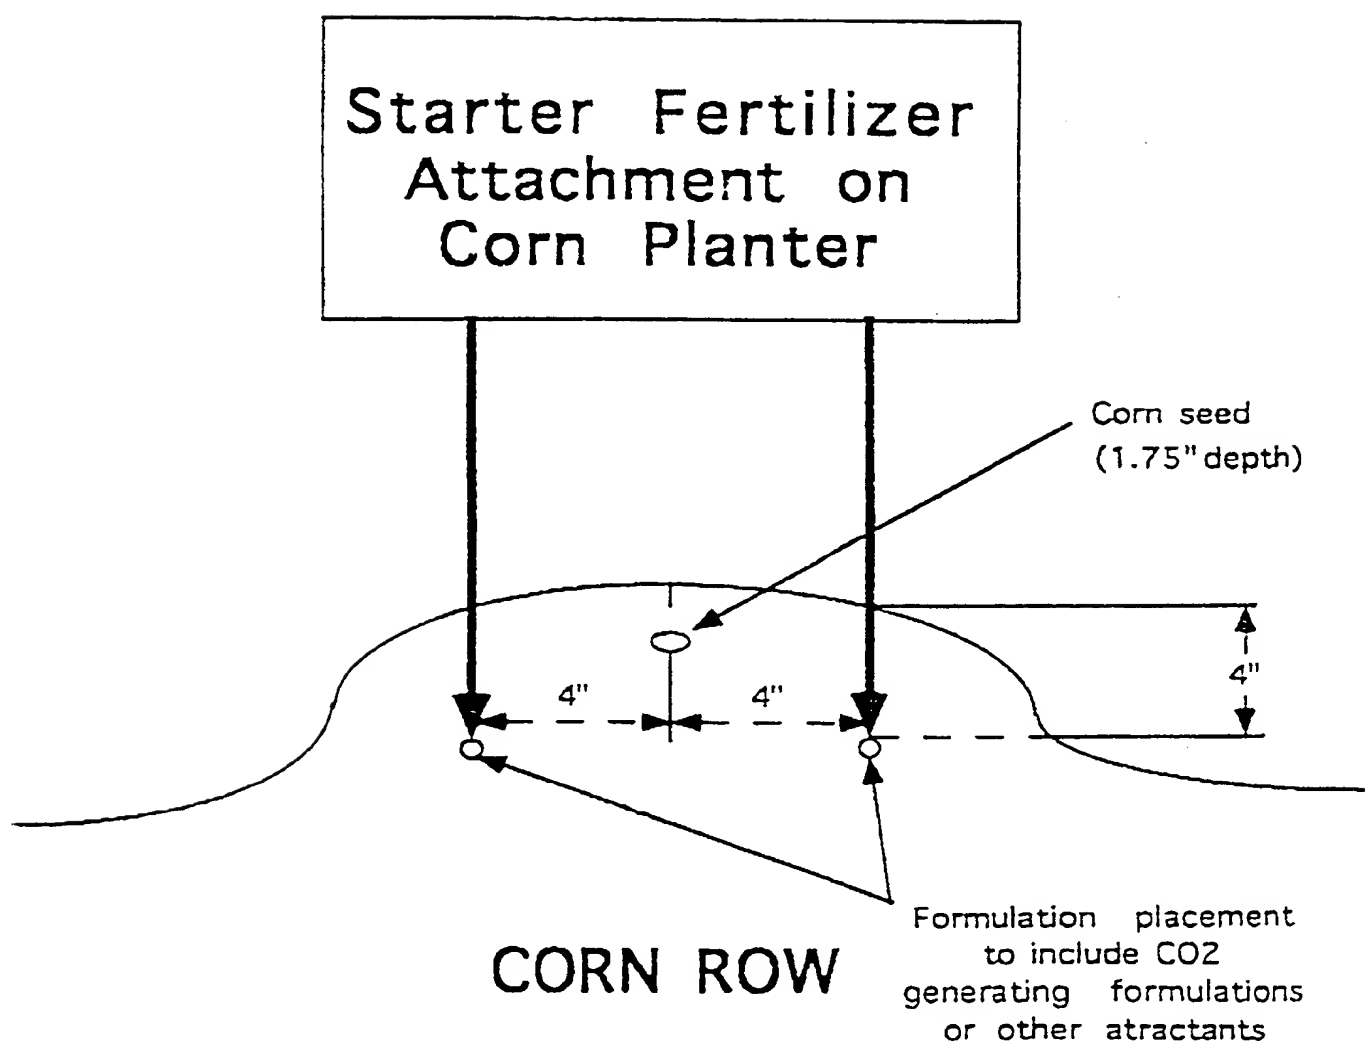 Starter Fertilizer
Attachment on
Corn Planter
Corn seed
(1.75" depth)
4"
4"
4"
Formulation placement
to include CO2
generating formulations
or other atractants
CORN ROW